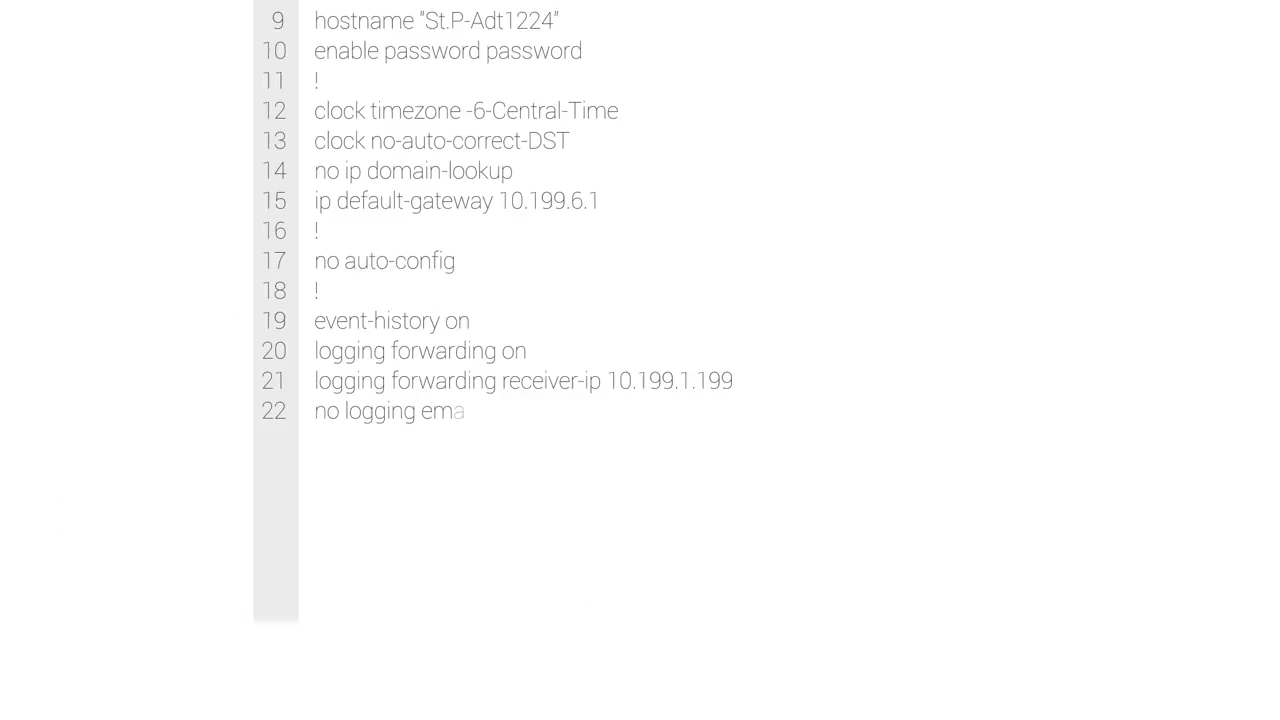 9 hostname "St.P-Adt1224"
10 enable password password
11 !
12 clock timezone -6-Central-Time
13 clock no-auto-correct-DST
14 no ip domain-lookup
15 ip default-gateway 10.199.6.1
16 !
17 no auto-config
18 !
19 event-history on
20 logging forwarding on
21 logging forwarding receiver-ip 10.199.1.199
22 no logging ema